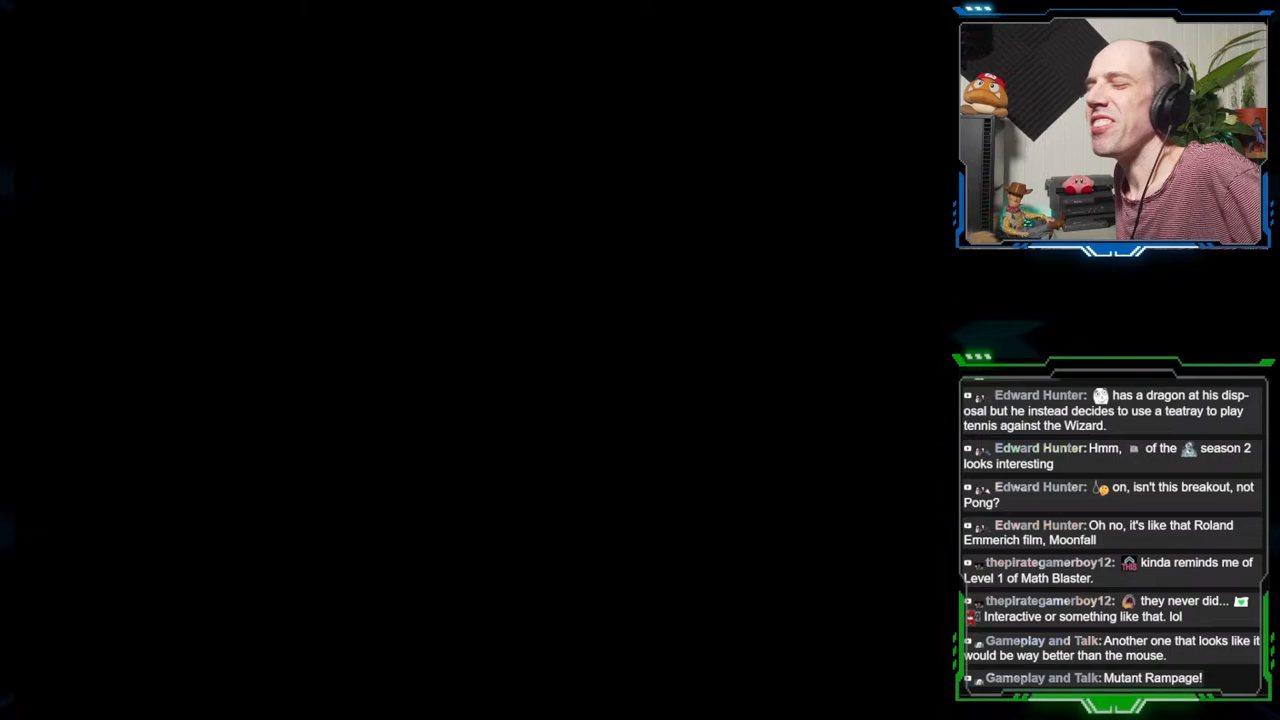 Edward Hunter: has a dragon at his disp-
osal but he instead decides to use a teatray to play
tennis against the Wizard.
Edward Hunter: Hmm, of the season 2
looks interesting
Edward Hunter: on, isn't this breakout, not
Pong?
Edward Hunter: Oh no, it's like that Roland
Emmerich film, Moonfall
thepirategamerboy12: kinda reminds me of
Level 1 of Math Blaster.
thepirategamerboy12: they never did...
Interactive or something like that. lol
Gameplay and Talk: Another one that looks like it
would be way better than the mouse.
Gameplay and Talk: Mutant Rampage!